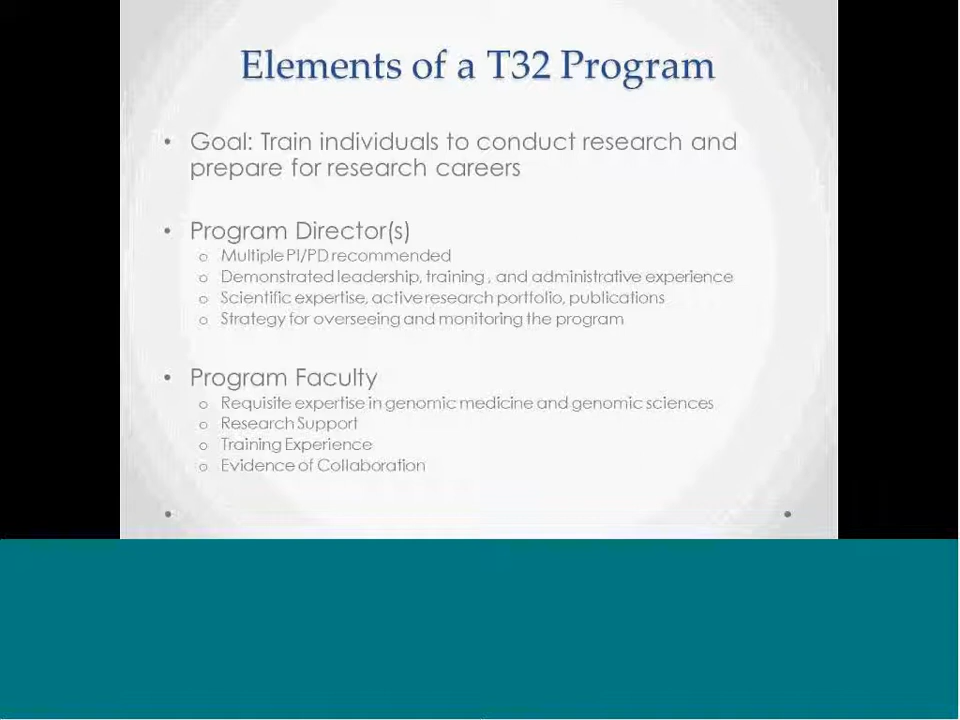 Elements of a T32 Program
• Goal: Train individuals to conduct research and
prepare for research careers
• Program Director(s)
o Multiple PI/PD recommended
o Demonstrated leadership, training , and administrative experience
o Scientific expertise, active research portfolio, publications
o Strategy for overseeing and monitoring the program
• Program Faculty
o Requisite expertise in genomic medicine and genomic sciences
o Research Support
o Training Experience
o Evidence of Collaboration